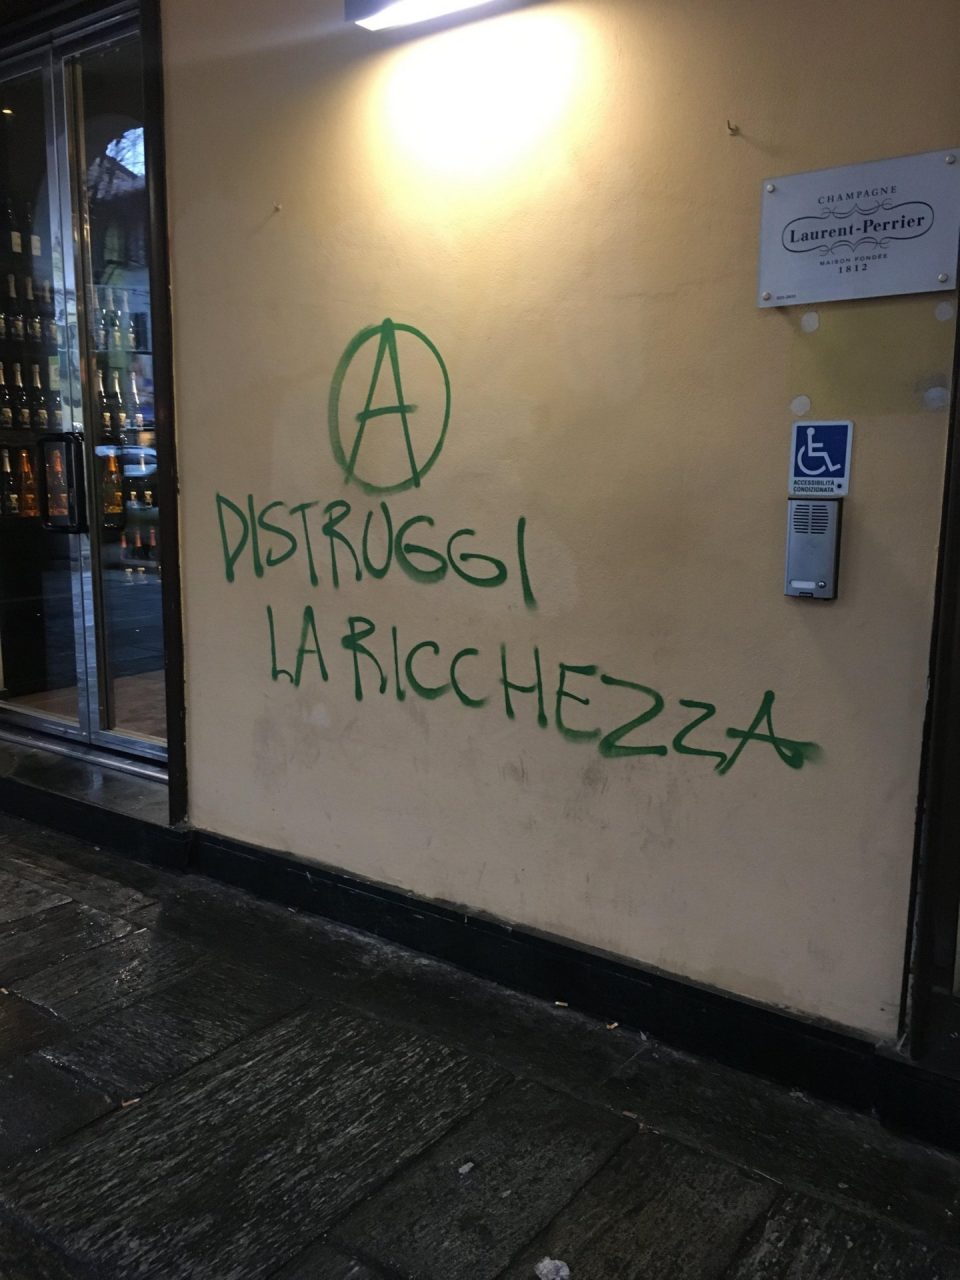 CHAMPAGNE
Laurent-Perrier
MAISON FONDÉE
1812
A
DISTRUGGI
LA RICCHEZZA
ACCESSIBILITÀ
CONDIZIONATA